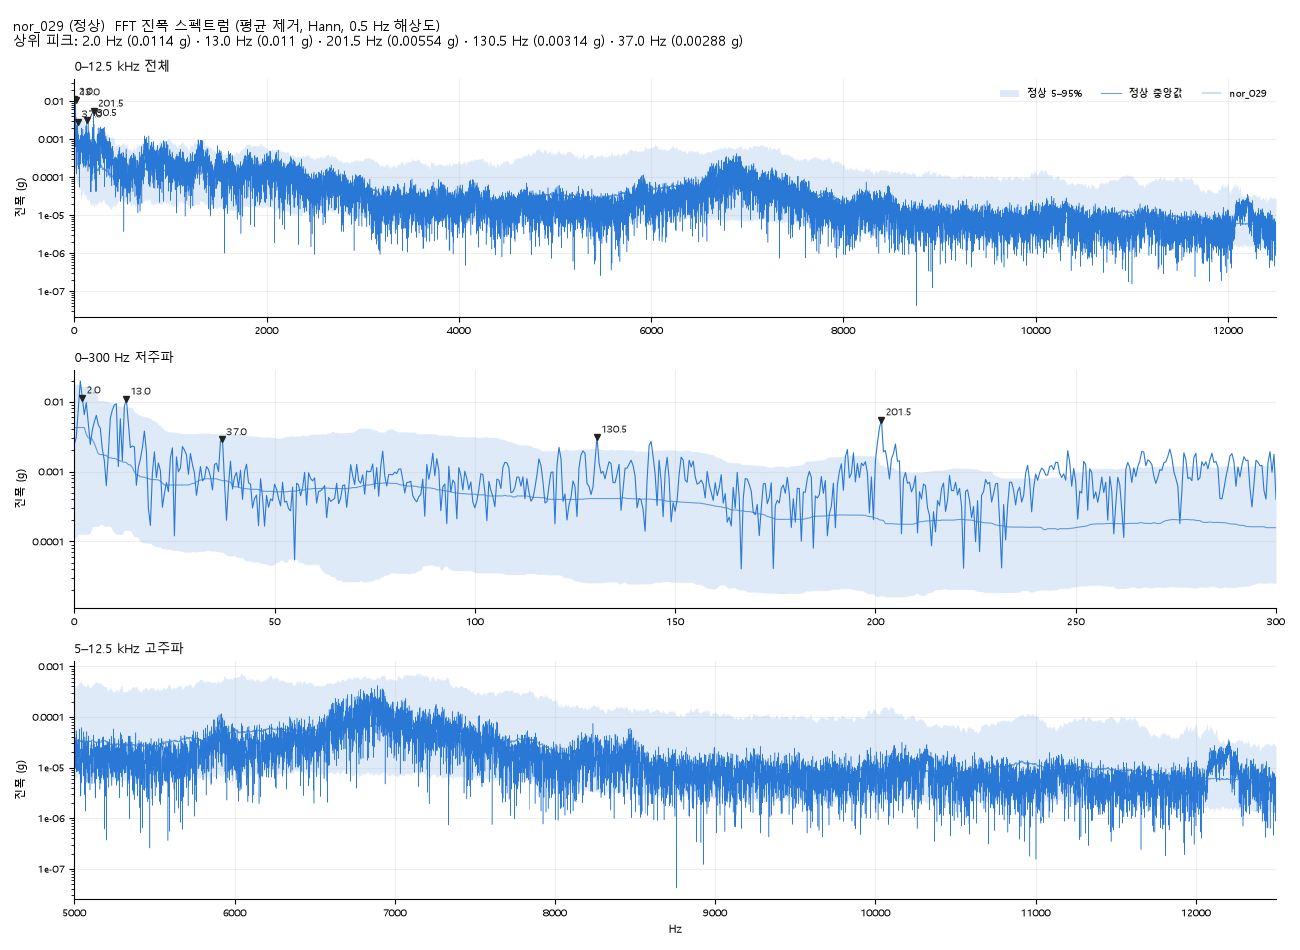 nor_029 (정상) FFT 진폭 스펙트럼 (평균 제거, Hann, 0.5 Hz 해상도)
상위 피크: 2.0 Hz (0.0114 g) · 13.0 Hz (0.011 g) · 201.5 Hz (0.00554 g) · 130.5 Hz (0.00314 g) · 37.0 Hz (0.00288 g)
0–12.5 kHz 전체
정상 5–95% 정상 중앙값 nor_029
201.5
진폭 (g)
0.01
0.001
0.0001
1e-05
1e-06
1e-07
0 2000 4000 6000 8000 10000 12000
0–300 Hz 저주파
2.0 13.0 37.0 130.5 201.5
진폭 (g)
0.01
0.001
0.0001
0 50 100 150 200 250 300
5–12.5 kHz 고주파
진폭 (g)
0.001
0.0001
1e-05
1e-06
1e-07
5000 6000 7000 8000 9000 10000 11000 12000
Hz